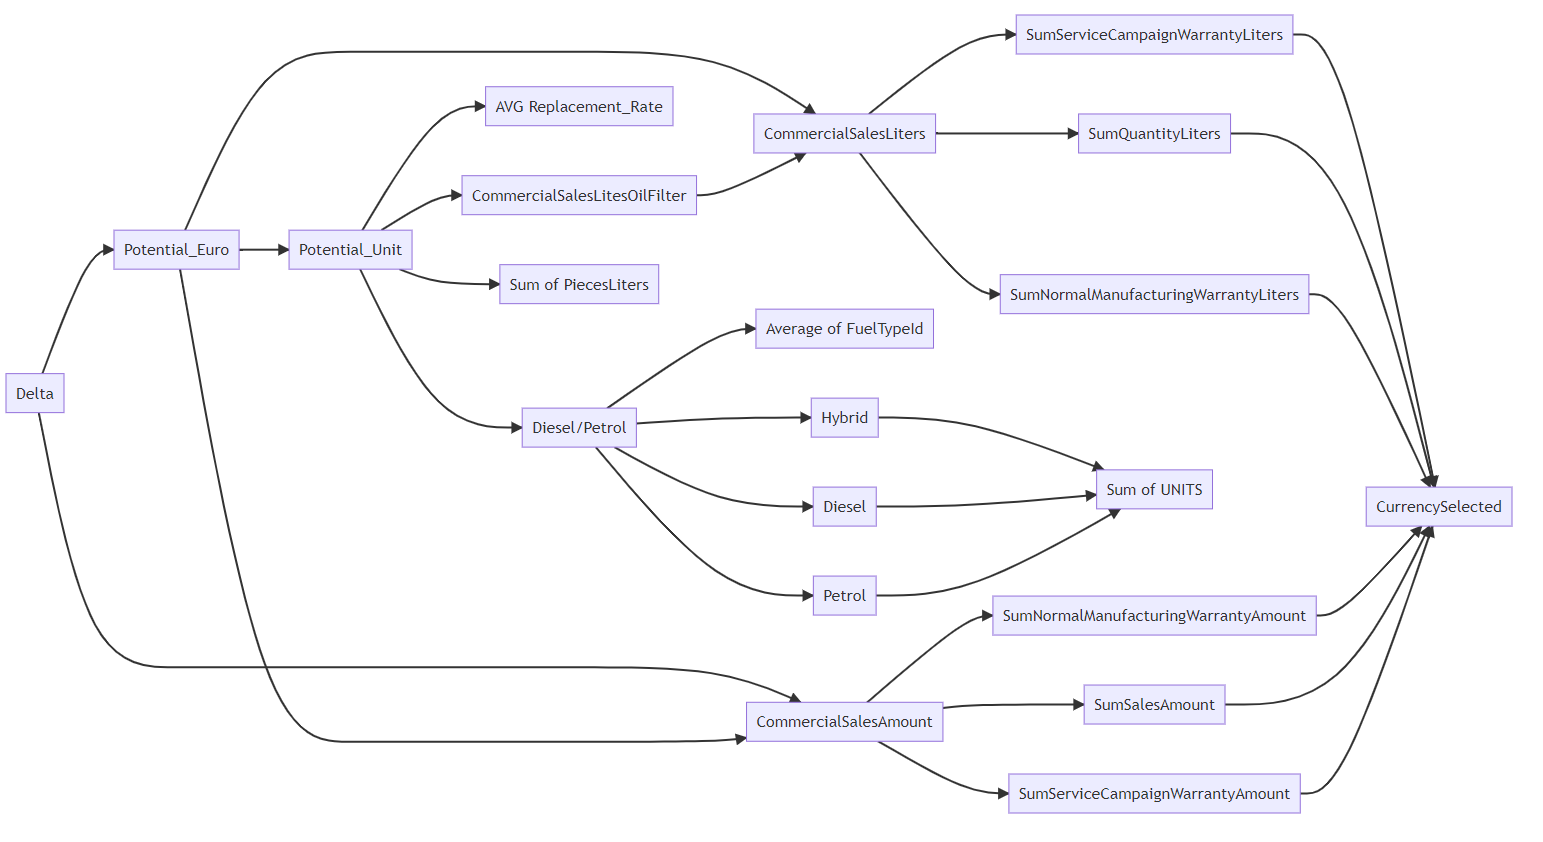 SumServiceCampaignWarrantyLiters
AVG Replacement_Rate
CommercialSalesLiters
SumQuantityLiters
CommercialSalesLitesOilFilter
Potential_Euro
Potential_Unit
Sum of PiecesLiters
SumNormalManufacturingWarrantyLiters
Average of FuelTypeId
Delta
Diesel/Petrol
Hybrid
Sum of UNITS
Diesel
CurrencySelected
Petrol
SumNormalManufacturingWarrantyAmount
SumSalesAmount
CommercialSalesAmount
SumServiceCampaignWarrantyAmount